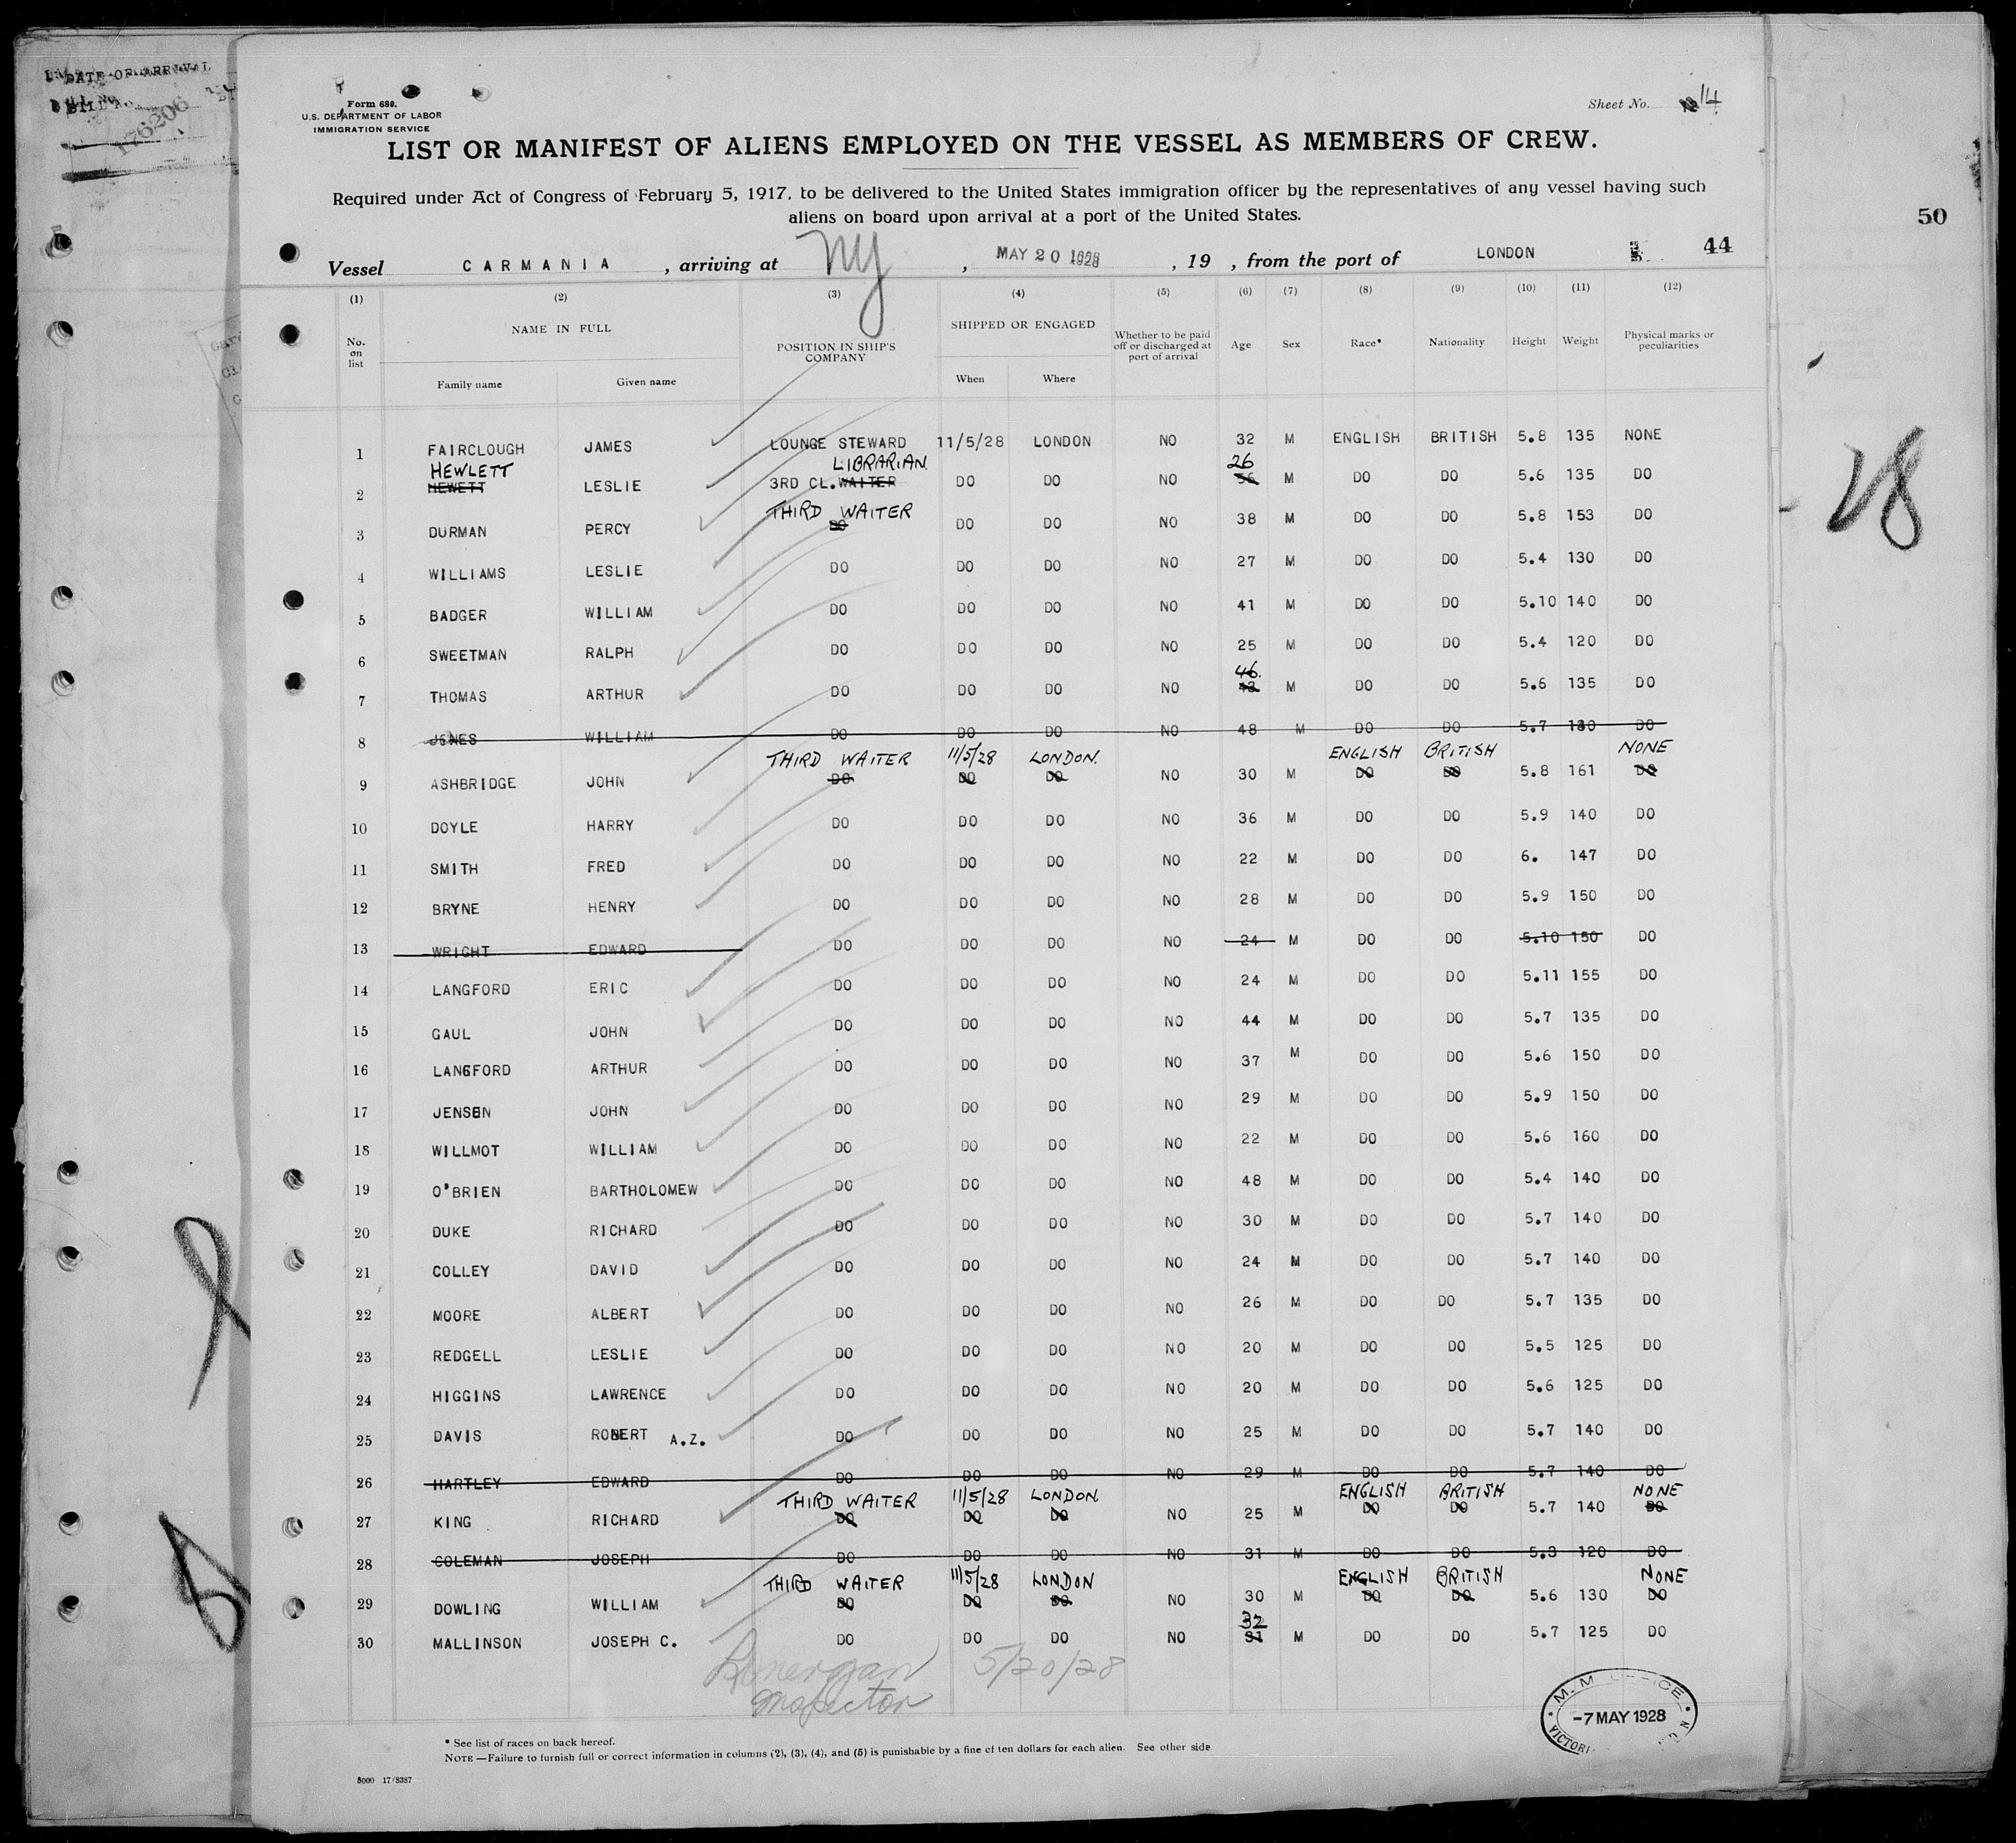 DATE OF ARRIVAL
176206
Form 689.
U.S. DEPARTMENT OF LABOR
IMMIGRATION SERVICE
Sheet No. 14
LIST OR MANIFEST OF ALIENS EMPLOYED ON THE VESSEL AS MEMBERS OF CREW.
Required under Act of Congress of February 5, 1917, to be delivered to the United States immigration officer by the representatives of any vessel having such
aliens on board upon arrival at a port of the United States.
50
44
Vessel CARMANIA , arriving at NY , MAY 20 1928 , 19 , from the port of LONDON
(1) (2) (3) (4) (5) (6) (7) (8) (9) (10) (11) (12)
No. on list NAME IN FULL Family name Given name POSITION IN SHIP'S COMPANY SHIPPED OR ENGAGED When Where Whether to be paid off or discharged at port of arrival Age Sex Race* Nationality Height Weight Physical marks or peculiarities
1 FAIRCLOUGH JAMES LOUNGE STEWARD 11/5/28 LONDON NO 32 M ENGLISH BRITISH 5.8 135 NONE
HEWLETT LIBRARIAN. 26
2 HEWETT LESLIE 3RD CL. WAITER DO DO NO M DO DO 5.6 135 DO
THIRD WAITER
3 DURMAN PERCY DO DO DO NO 38 M DO DO 5.8 153 DO
4 WILLIAMS LESLIE DO DO DO NO 27 M DO DO 5.4 130 DO
5 BADGER WILLIAM DO DO DO NO 41 M DO DO 5.10 140 DO
6 SWEETMAN RALPH DO DO DO NO 25 M DO DO 5.4 120 DO
46.
7 THOMAS ARTHUR DO DO DO NO M DO DO 5.6 135 DO
8 JONES WILLIAM DO DO DO NO 48 M DO DO 5.7 130 DO
THIRD WAITER 11/5/28 LONDON. ENGLISH BRITISH NONE
9 ASHBRIDGE JOHN DO DO DO NO 30 M DO DO 5.8 161 DO
10 DOYLE HARRY DO DO DO NO 36 M DO DO 5.9 140 DO
11 SMITH FRED DO DO DO NO 22 M DO DO 6. 147 DO
12 BRYNE HENRY DO DO DO NO 28 M DO DO 5.9 150 DO
13 WRIGHT EDWARD DO DO DO NO 24 M DO DO 5.10 150 DO
14 LANGFORD ERIC DO DO DO NO 24 M DO DO 5.11 155 DO
15 GAUL JOHN DO DO DO NO 44 M DO DO 5.7 135 DO
16 LANGFORD ARTHUR DO DO DO NO 37 M DO DO 5.6 150 DO
17 JENSEN JOHN DO DO DO NO 29 M DO DO 5.9 150 DO
18 WILLMOT WILLIAM DO DO DO NO 22 M DO DO 5.6 160 DO
19 O'BRIEN BARTHOLOMEW DO DO DO NO 48 M DO DO 5.4 140 DO
20 DUKE RICHARD DO DO DO NO 30 M DO DO 5.7 140 DO
21 COLLEY DAVID DO DO DO NO 24 M DO DO 5.7 140 DO
22 MOORE ALBERT DO DO DO NO 26 M DO DO 5.7 135 DO
23 REDGELL LESLIE DO DO DO NO 20 M DO DO 5.5 125 DO
24 HIGGINS LAWRENCE DO DO DO NO 20 M DO DO 5.6 125 DO
25 DAVIS ROBERT A.Z. DO DO DO NO 25 M DO DO 5.7 140 DO
26 HARTLEY EDWARD DO DO DO NO 29 M DO DO 5.7 140 DO
THIRD WAITER 11/5/28 LONDON ENGLISH BRITISH NONE
27 KING RICHARD DO DO DO NO 25 M DO DO 5.7 140 DO
28 COLEMAN JOSEPH DO DO DO NO 31 M DO DO 5.3 120 DO
THIRD WAITER 11/5/28 LONDON ENGLISH BRITISH NONE
29 DOWLING WILLIAM DO DO DO NO 30 M DO DO 5.6 130 DO
32
30 MALLINSON JOSEPH C. DO DO DO NO M DO DO 5.7 125 DO
Lonergan 5/20/28
Inspector
M. M. OFFICE
-7 MAY 1928
* See list of races on back hereof.
NOTE—Failure to furnish full or correct information in columns (2), (3), (4), and (5) is punishable by a fine of ten dollars for each alien. See other side
5000 17/8387
28